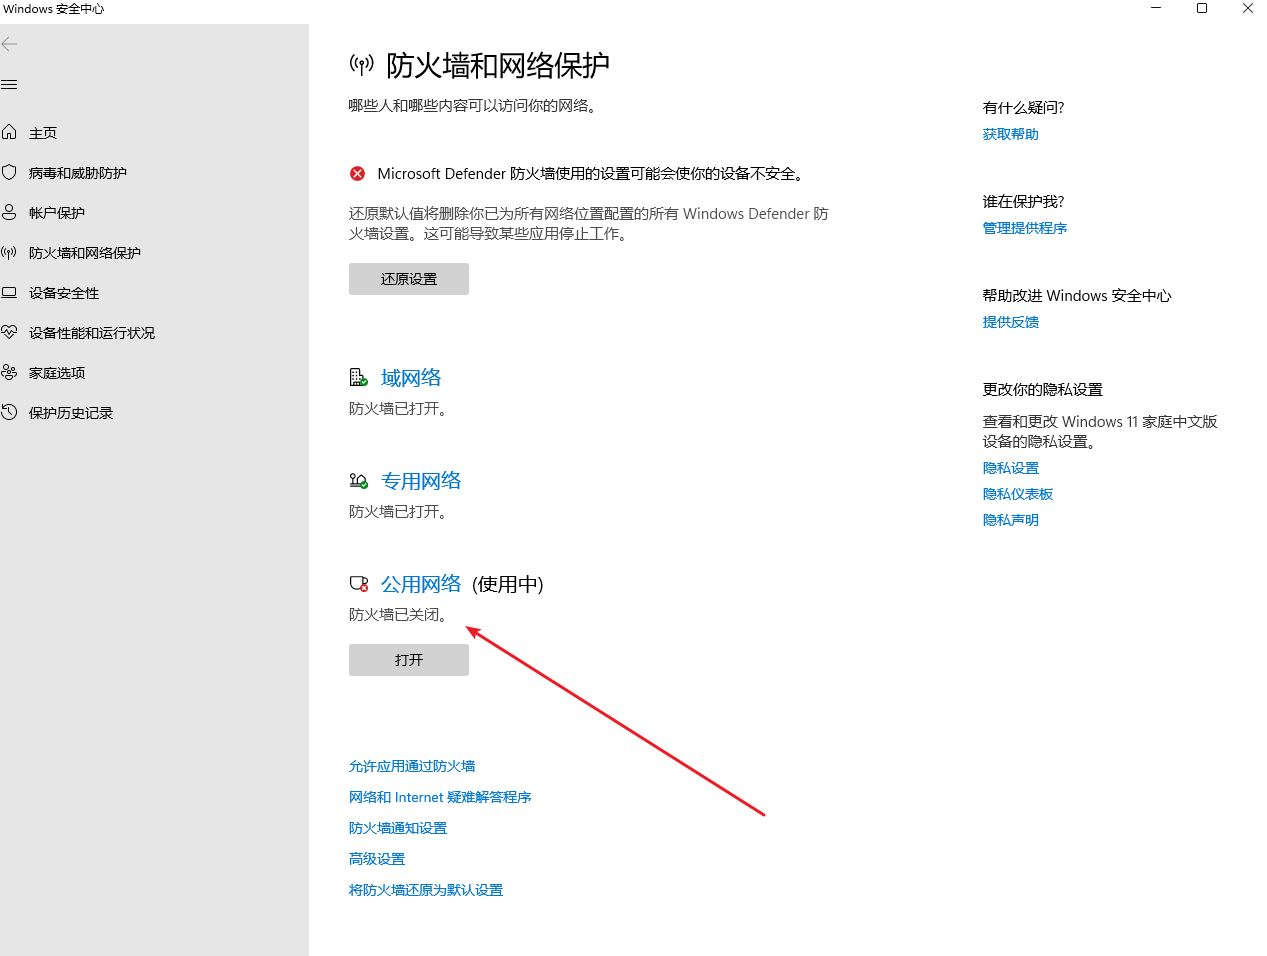 Windows 安全中心
主页
病毒和威胁防护
帐户保护
防火墙和网络保护
设备安全性
设备性能和运行状况
家庭选项
保护历史记录
防火墙和网络保护
哪些人和哪些内容可以访问你的网络。
Microsoft Defender 防火墙使用的设置可能会使你的设备不安全。
还原默认值将删除你已为所有网络位置配置的所有 Windows Defender 防
火墙设置。这可能导致某些应用停止工作。
还原设置
域网络
防火墙已打开。
专用网络
防火墙已打开。
公用网络 (使用中)
防火墙已关闭。
打开
允许应用通过防火墙
网络和 Internet 疑难解答程序
防火墙通知设置
高级设置
将防火墙还原为默认设置
有什么疑问?
获取帮助
谁在保护我?
管理提供程序
帮助改进 Windows 安全中心
提供反馈
更改你的隐私设置
查看和更改 Windows 11 家庭中文版
设备的隐私设置。
隐私设置
隐私仪表板
隐私声明